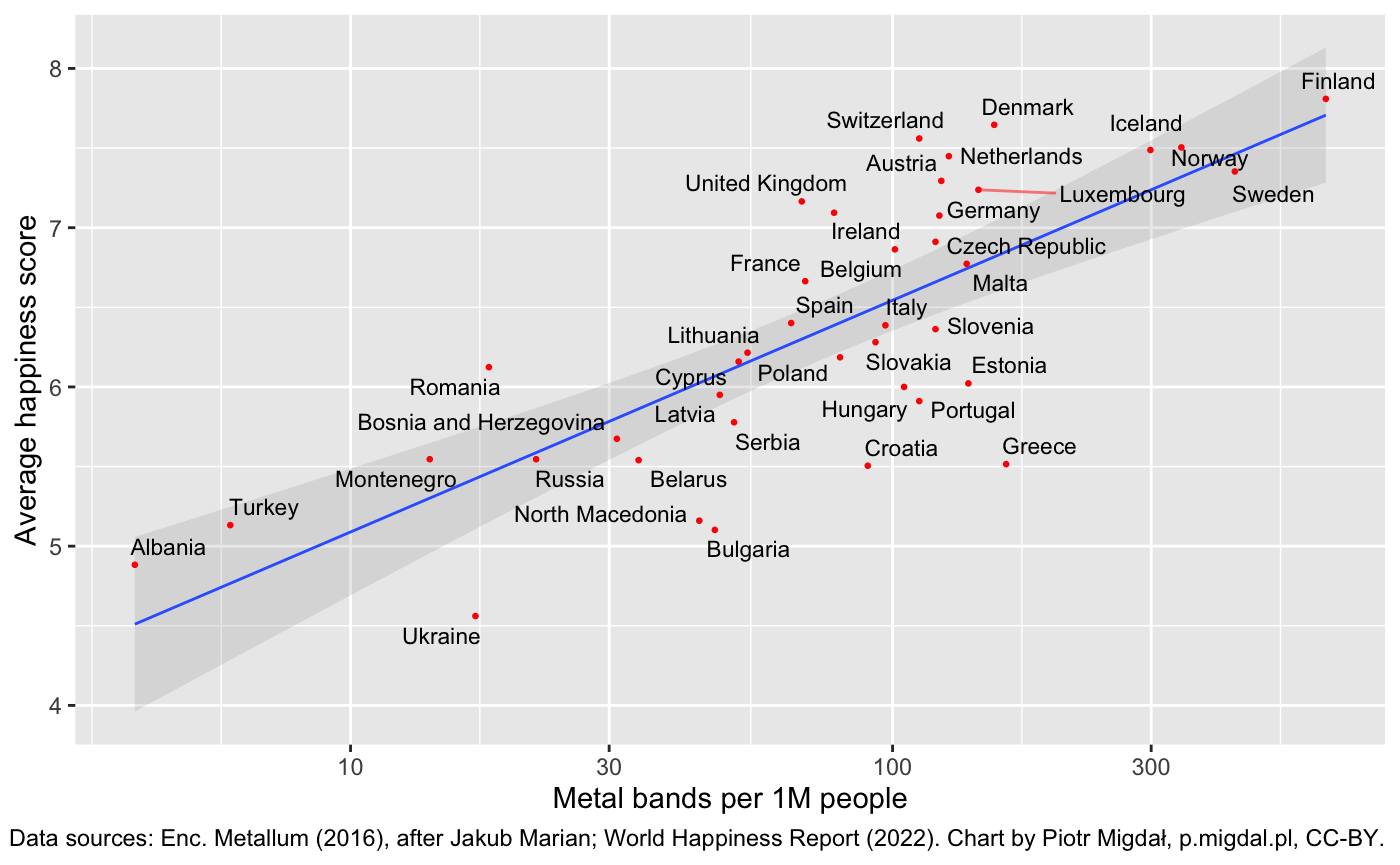 8
7
6
5
4
Average happiness score
Finland
Denmark
Switzerland
Iceland
Netherlands
Norway
Austria
United Kingdom
Luxembourg
Sweden
Germany
Ireland
Czech Republic
France
Belgium
Malta
Spain
Italy
Slovenia
Lithuania
Slovakia
Estonia
Poland
Cyprus
Romania
Hungary
Portugal
Latvia
Bosnia and Herzegovina
Serbia
Croatia
Greece
Montenegro
Russia
Belarus
Turkey
North Macedonia
Albania
Bulgaria
Ukraine
10
30
100
300
Metal bands per 1M people
Data sources: Enc. Metallum (2016), after Jakub Marian; World Happiness Report (2022). Chart by Piotr Migdał, p.migdal.pl, CC-BY.